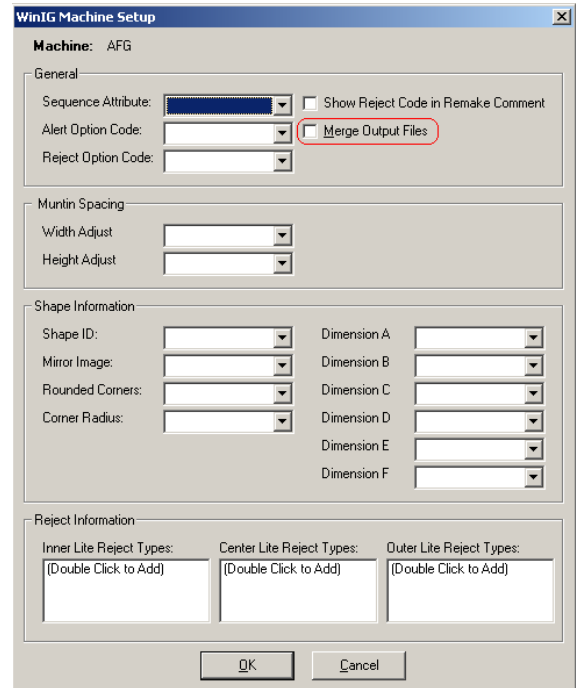 WinIG Machine Setup
Machine: AFG
General
Sequence Attribute:
Show Reject Code in Remake Comment
Alert Option Code:
Merge Output Files
Reject Option Code:
Muntin Spacing
Width Adjust
Height Adjust
Shape Information
Shape ID:
Dimension A
Mirror Image:
Dimension B
Rounded Corners:
Dimension C
Corner Radius:
Dimension D
Dimension E
Dimension F
Reject Information
Inner Lite Reject Types:
Center Lite Reject Types:
Outer Lite Reject Types:
(Double Click to Add)
(Double Click to Add)
(Double Click to Add)
OK
Cancel